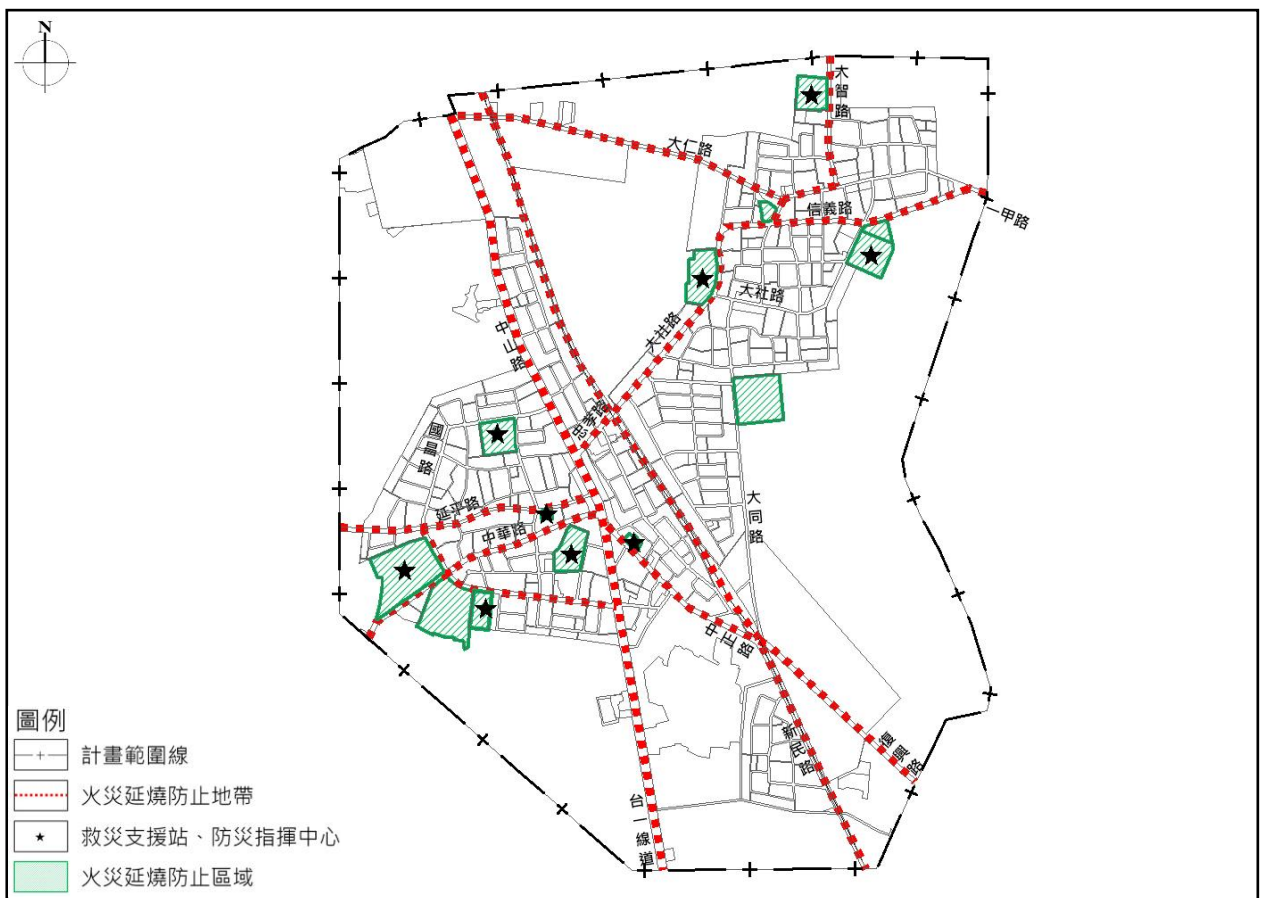 N
大智路
大仁路
信義路
一甲路
大社路
大社路
中山路
忠孝路
國昌路
延平路
中華路
大同路
中正路
新民路
復興路
台一線道
圖例
計畫範圍線
火災延燒防止地帶
救災支援站、防災指揮中心
火災延燒防止區域